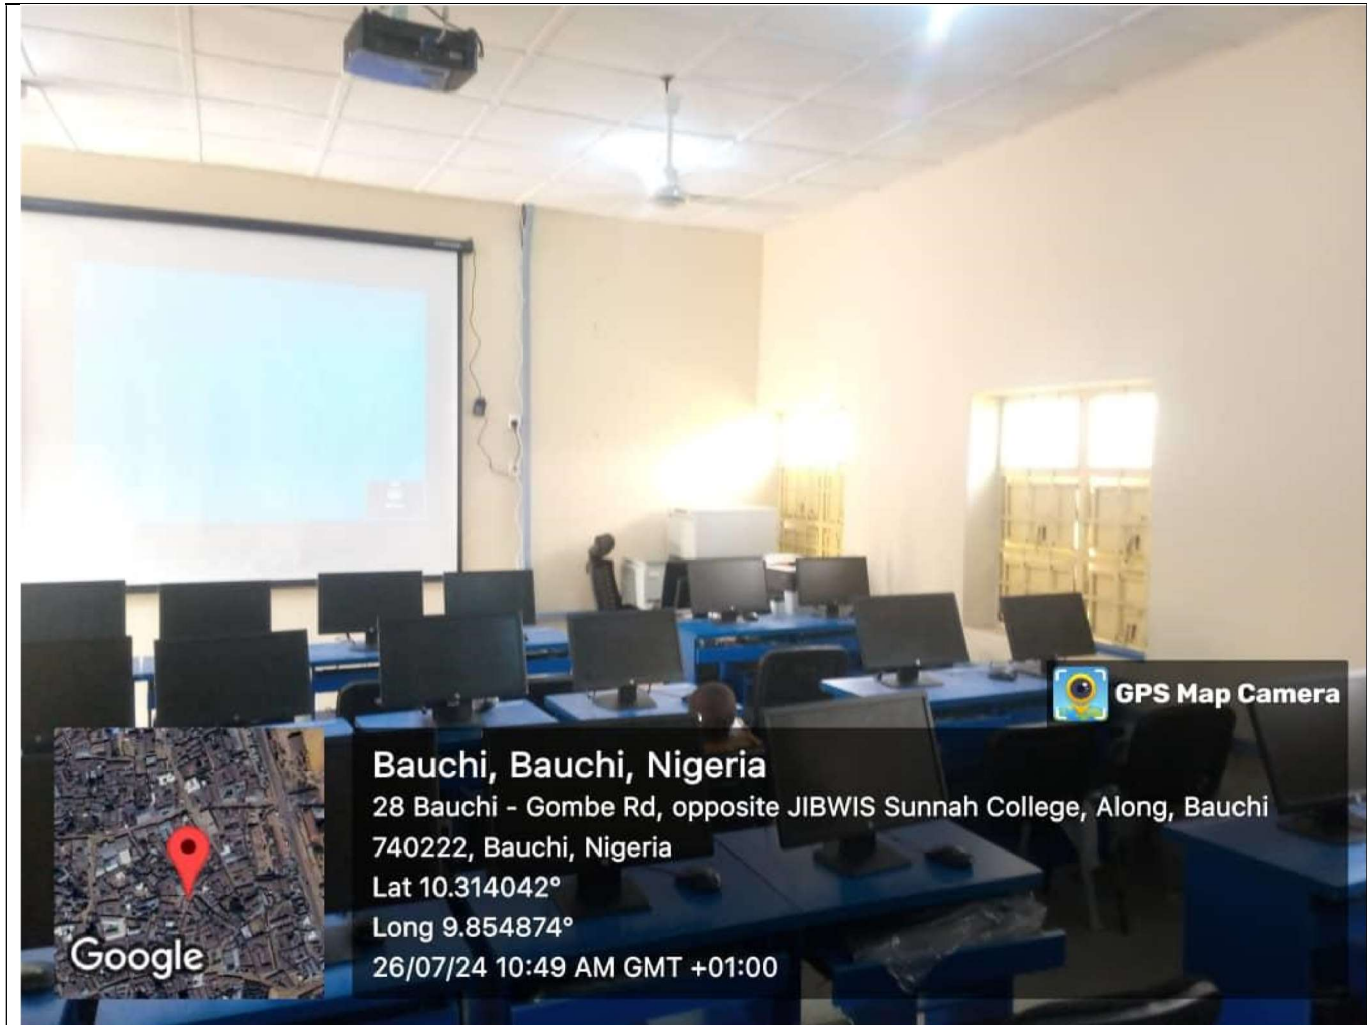 GPS Map Camera
Bauchi, Bauchi, Nigeria
28 Bauchi - Gombe Rd, opposite JIBWIS Sunnah College, Along, Bauchi
740222, Bauchi, Nigeria
Lat 10.314042°
Long 9.854874°
26/07/24 10:49 AM GMT +01:00
Google